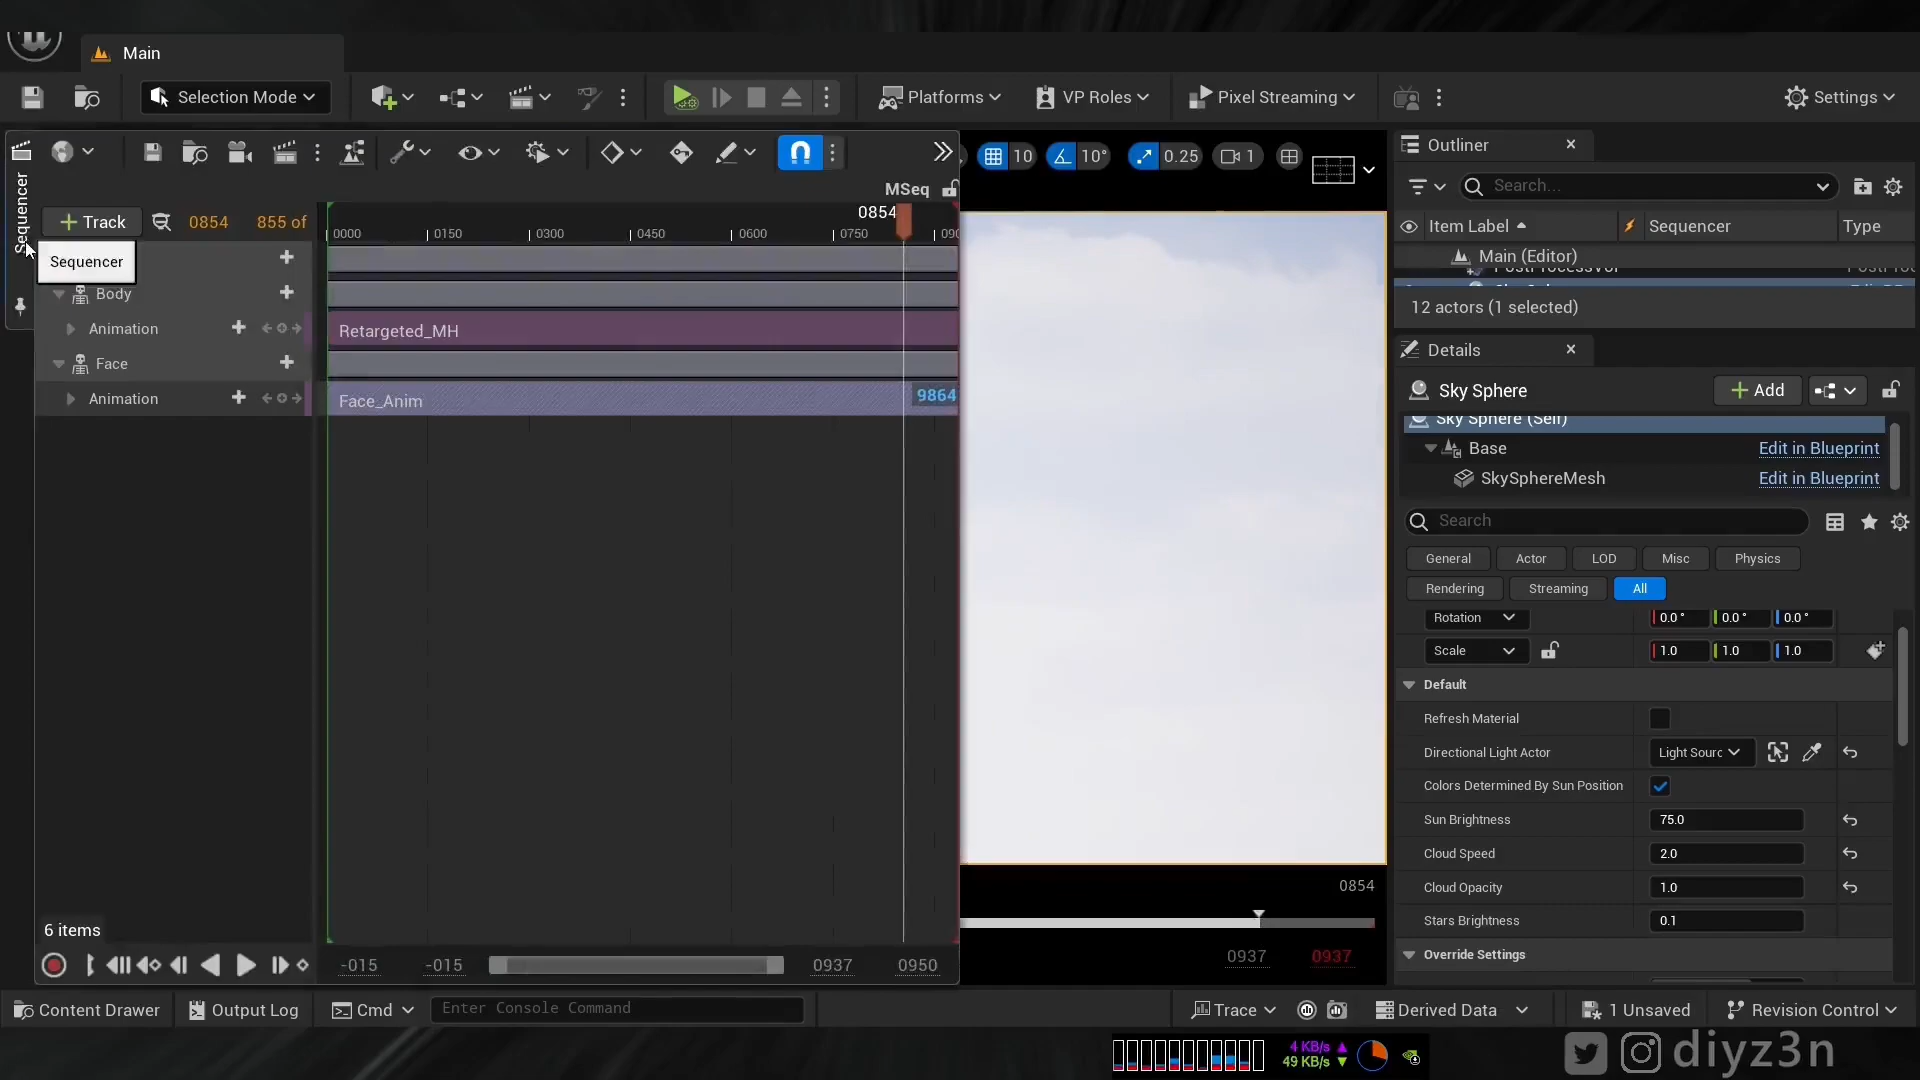 Main
Selection Mode
Platforms
VP Roles
Pixel Streaming
Settings
10
10°
0.25
1
Outliner
MSeq
Search...
Sequencer
Track
0854
855 of
0854
0000
0150
0300
0450
0600
0750
Item Label
Sequencer
Type
Sequencer
Main (Editor)
Body
12 actors (1 selected)
Animation
Retargeted_MH
Details
Face
Sky Sphere
Add
Animation
Face_Anim
9864
Sky Sphere (Self)
Base
Edit in Blueprint
SkySphereMesh
Edit in Blueprint
Search
General
Actor
LOD
Misc
Physics
Rendering
Streaming
All
Rotation
0.0 °
0.0 °
0.0 °
Scale
1.0
1.0
1.0
Default
Refresh Material
Directional Light Actor
Light Sourc
Colors Determined By Sun Position
Sun Brightness
75.0
Cloud Speed
2.0
0854
Cloud Opacity
1.0
Stars Brightness
0.1
6 items
Override Settings
-015
-015
0937
0950
0937
0937
Content Drawer
Output Log
Cmd
Enter Console Command
Trace
Derived Data
1 Unsaved
Revision Control
4 KB/s
49 KB/s
diyz3n